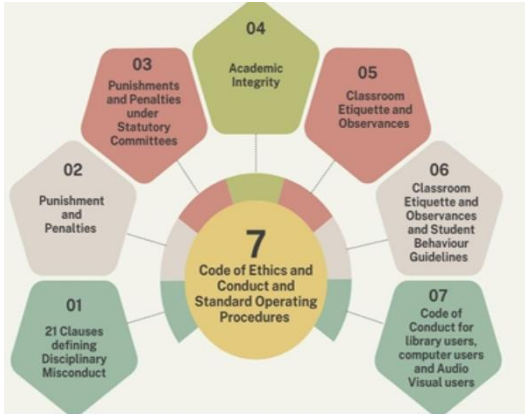 04
Academic
Integrity
03
Punishments
and Penalties
under
Statutory
Committees
05
Classroom
Etiquette and
Observances
02
Punishment
and
Penalties
06
Classroom
Etiquette and
Observances
and Student
Behaviour
Guidelines
7
Code of Ethics and
Conduct and
Standard Operating
Procedures
01
21 Clauses
defining
Disciplinary
Misconduct
07
Code of
Conduct for
library users,
computer users
and Audio
Visual users